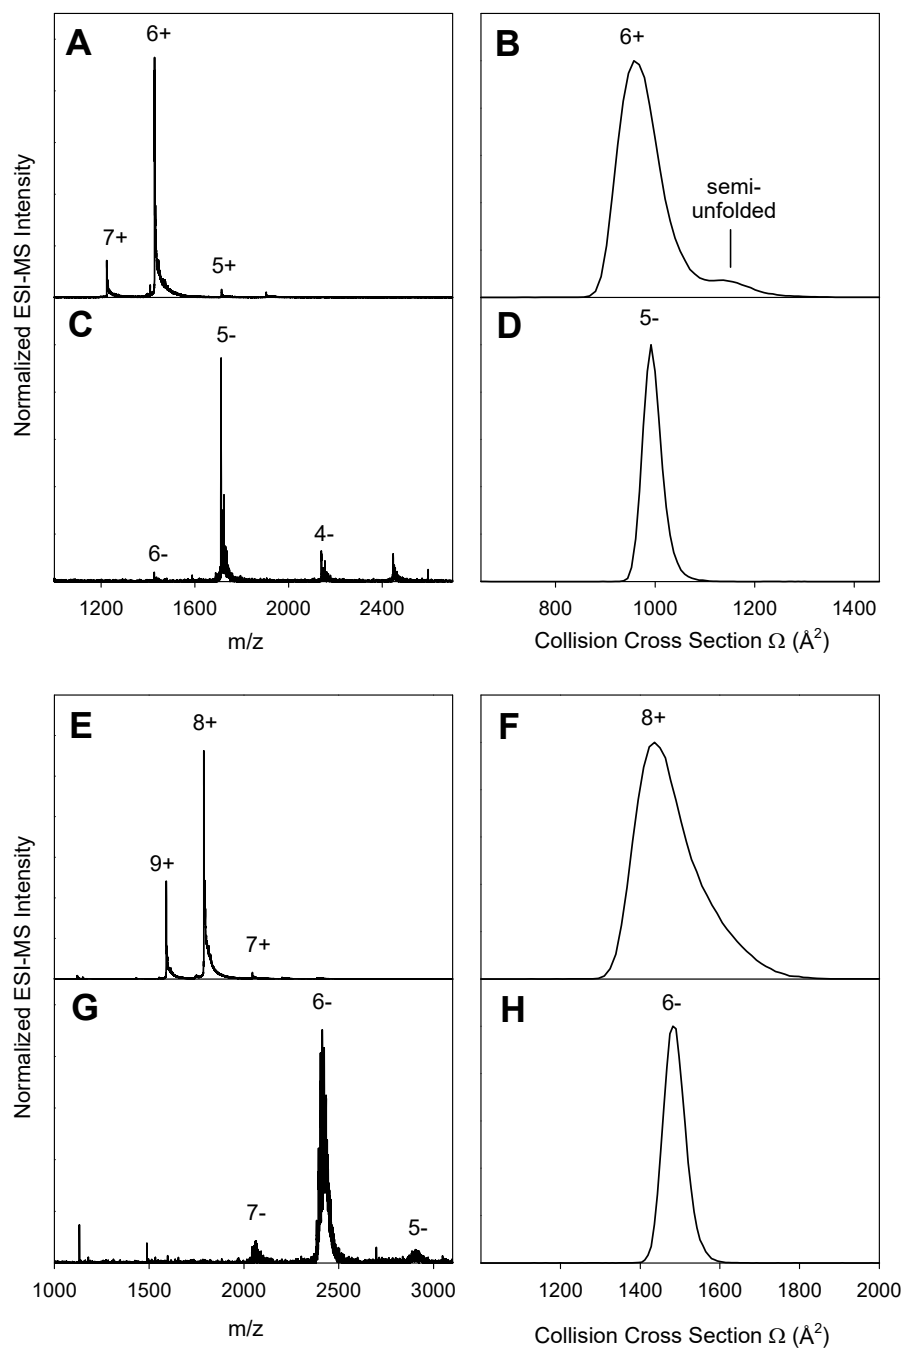 A
6+
7+
5+
B
6+
semi-
unfolded
C
5-
6-
4-
D
5-
Normalized ESI-MS Intensity
1200
1600
2000
2400
m/z
800
1000
1200
1400
Collision Cross Section Ω (Å²)
E
8+
9+
7+
F
8+
G
6-
7-
5-
H
6-
Normalized ESI-MS Intensity
1000
1500
2000
2500
3000
m/z
1200
1400
1600
1800
2000
Collision Cross Section Ω (Å²)